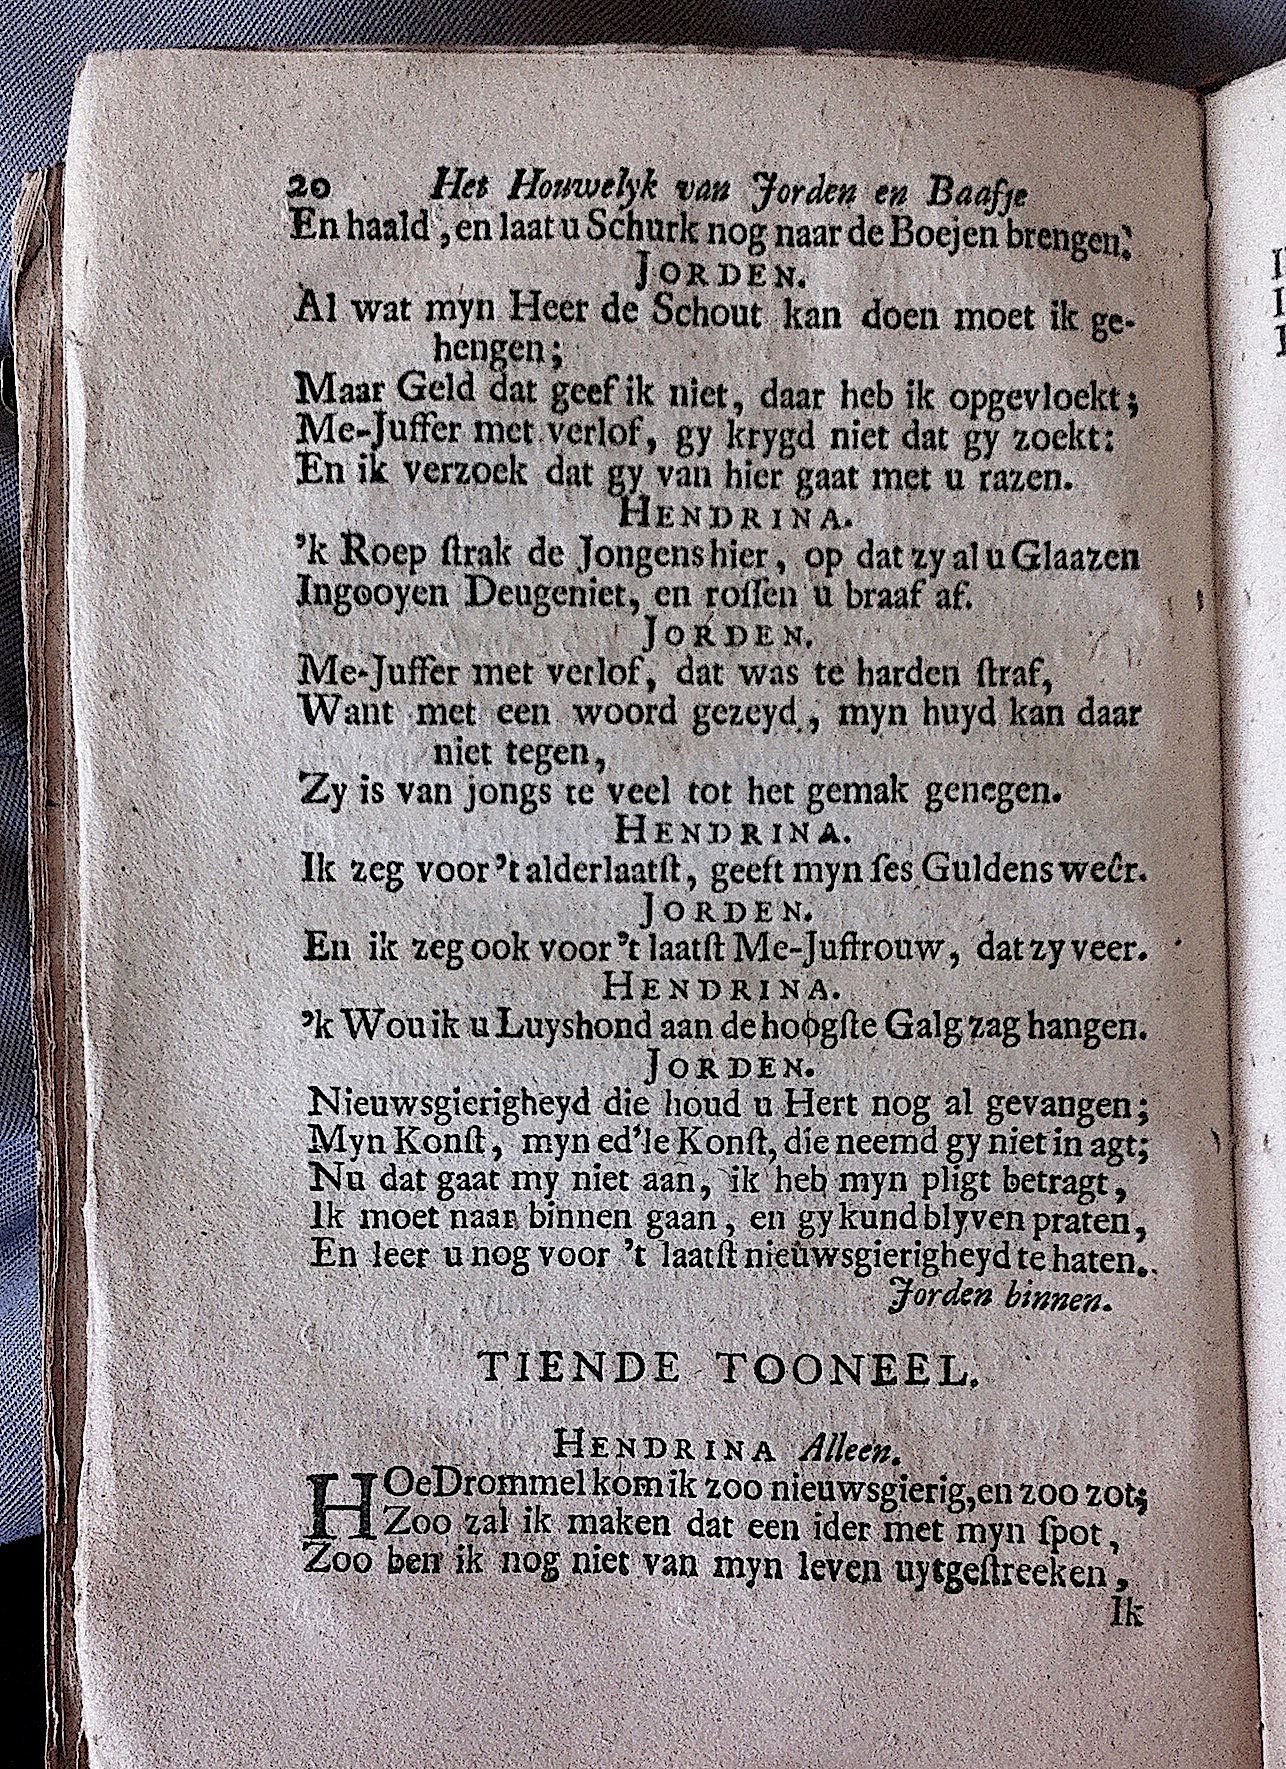 20 Het Houwelyk van Jorden en Baaſje
En haald, en laat u Schurk nog naar de Boejen brengen.
JORDEN.
Al wat myn Heer de Schout kan doen moet ik ge-
hengen;
Maar Geld dat geef ik niet, daar heb ik opgevloekt;
Me-Juffer met verlof, gy krygd niet dat gy zoekt:
En ik verzoek dat gy van hier gaat met u razen.
HENDRINA.
'k Roep ſtrak de Jongens hier, op dat zy al u Glaazen
Ingooyen Deugeniet, en roſſen u braaf af.
JORDEN.
Me-Juffer met verlof, dat was te harden ſtraf,
Want met een woord gezeyd, myn huyd kan daar
niet tegen,
Zy is van jongs te veel tot het gemak genegen.
HENDRINA.
Ik zeg voor 't alderlaatſt, geeft myn ſes Guldens weêr.
JORDEN.
En ik zeg ook voor 't laatſt Me-Juffrouw, dat zy veer.
HENDRINA.
'k Wou ik u Luyshond aan de hoogſte Galg zag hangen.
JORDEN.
Nieuwsgierigheyd die houd u Hert nog al gevangen;
Myn Konſt, myn ed'le Konſt, die neemd gy niet in agt;
Nu dat gaat my niet aan, ik heb myn pligt betragt,
Ik moet naar binnen gaan, en gy kund blyven praten,
En leer u nog voor 't laatſt nieuwsgierigheyd te haten.
Jorden binnen.
TIENDE TOONEEL.
HENDRINA Alleen.
HOe Drommel kom ik zoo nieuwsgierig, en zoo zot;
Zoo zal ik maken dat een ider met myn ſpot,
Zoo ben ik nog niet van myn leven uytgeſtreeken,
Ik